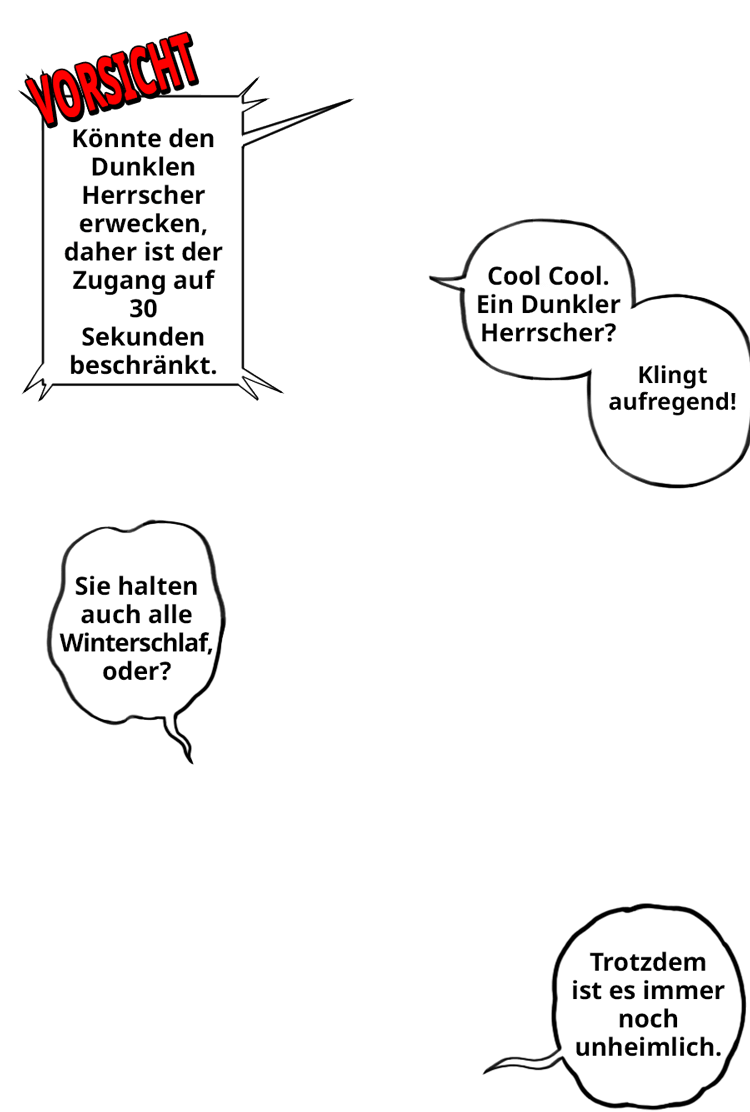 VORSICHT
Könnte den
Dunklen
Herrscher
erwecken,
daher ist der
Zugang auf
30
Sekunden
beschränkt.
Cool Cool.
Ein Dunkler
Herrscher?
Klingt
aufregend!
Sie halten
auch alle
Winterschlaf,
oder?
Trotzdem
ist es immer
noch
unheimlich.